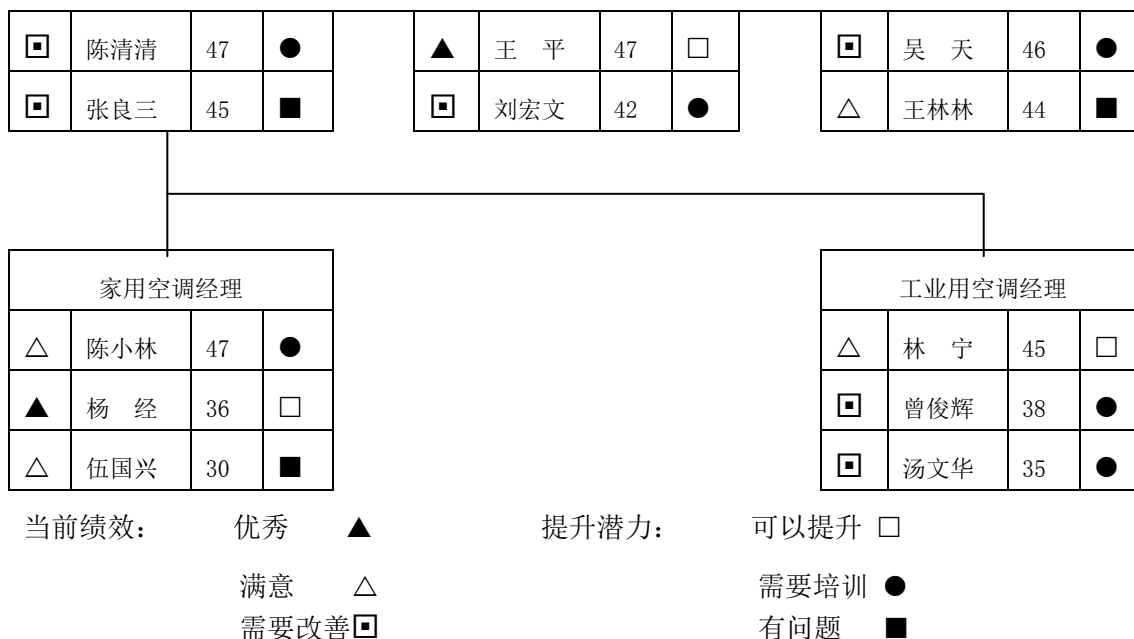 ⊡ 陈清清 47 ● ▲ 王 平 47 □ ⊡ 吴 天 46 ●
⊡ 张良三 45 ■ ⊡ 刘宏文 42 ● △ 王林林 44 ■
家用空调经理 工业用空调经理
△ 陈小林 47 ● △ 林 宁 45 □
▲ 杨 经 36 □ ⊡ 曾俊辉 38 ●
△ 伍国兴 30 ■ ⊡ 汤文华 35 ●
当前绩效： 优秀 ▲ 提升潜力： 可以提升 □
满意 △ 需要培训 ●
需要改善⊡ 有问题 ■